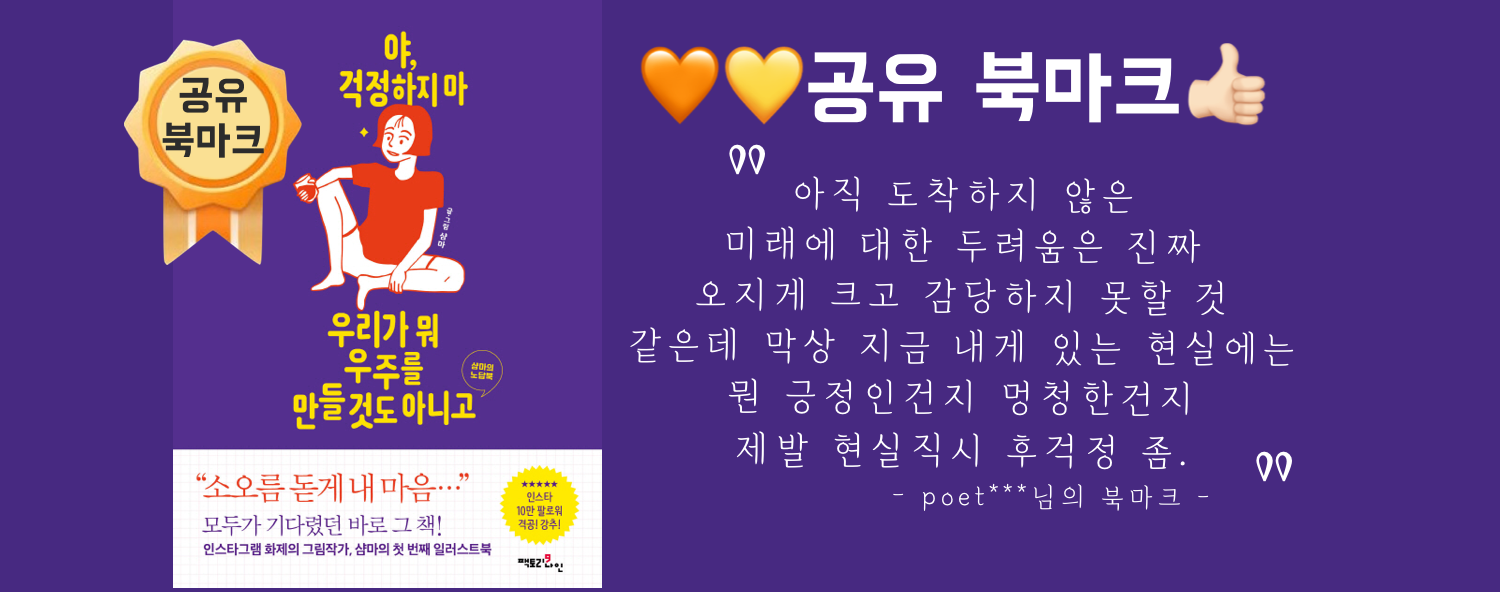 공유
북마크
야,
걱정하지 마
글·그림 샴마
우리가 뭐
우주를
만들 것도 아니고
샴마의
노답북
“소오름 돋게 내 마음…”
모두가 기다렸던 바로 그 책!
인스타그램 화제의 그림작가, 샴마의 첫 번째 일러스트북
★★★★★
인스타
10만 팔로워
격공! 강추!
팩토리나인
🧡💛공유 북마크👍🏻
"
아직 도착하지 않은
미래에 대한 두려움은 진짜
오지게 크고 감당하지 못할 것
같은데 막상 지금 내게 있는 현실에는
뭔 긍정인건지 멍청한건지
제발 현실직시 후걱정 좀.
"
- poet***님의 북마크 -